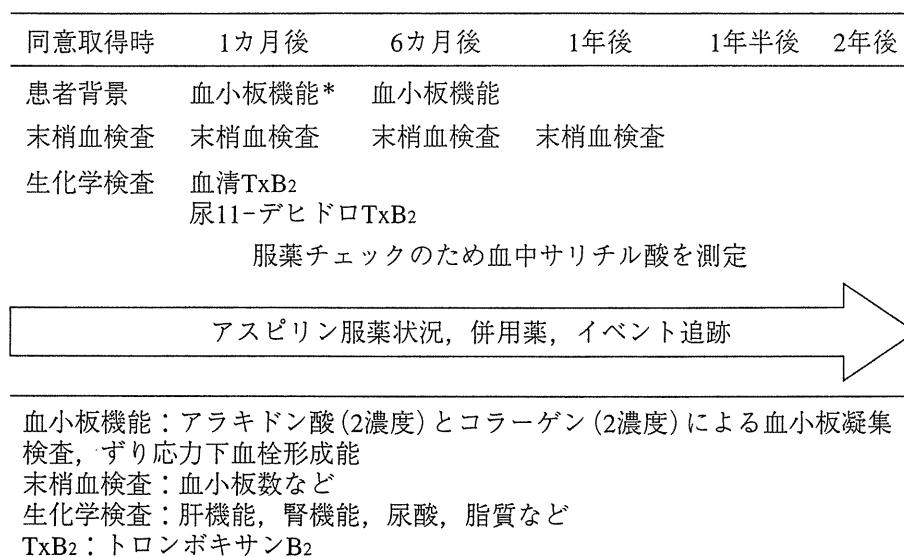 同意取得時 1カ月後 6カ月後 1年後 1年半後 2年後
患者背景 血小板機能* 血小板機能
末梢血検査 末梢血検査 末梢血検査 末梢血検査
生化学検査 血清TxB2
尿11-デヒドロTxB2
服薬チェックのため血中サリチル酸を測定
アスピリン服薬状況，併用薬，イベント追跡
血小板機能：アラキドン酸(2濃度)とコラーゲン(2濃度)による血小板凝集
検査，ずり応力下血栓形成能
末梢血検査：血小板数など
生化学検査：肝機能，腎機能，尿酸，脂質など
TxB2：トロンボキサンB2